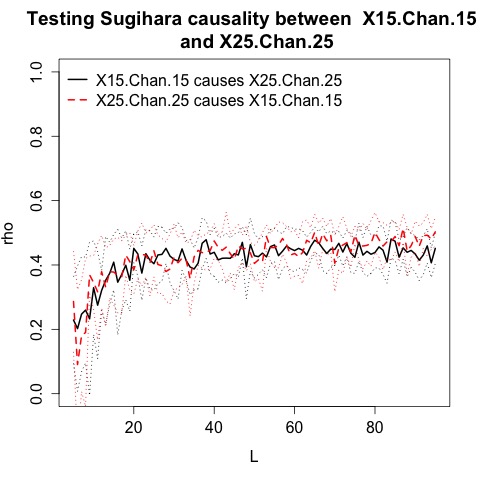 Testing Sugihara causality between  X15.Chan.15
and X25.Chan.25
X15.Chan.15 causes X25.Chan.25
X25.Chan.25 causes X15.Chan.15
1.0
0.8
0.6
0.4
0.2
0.0
rho
20 40 60 80
L